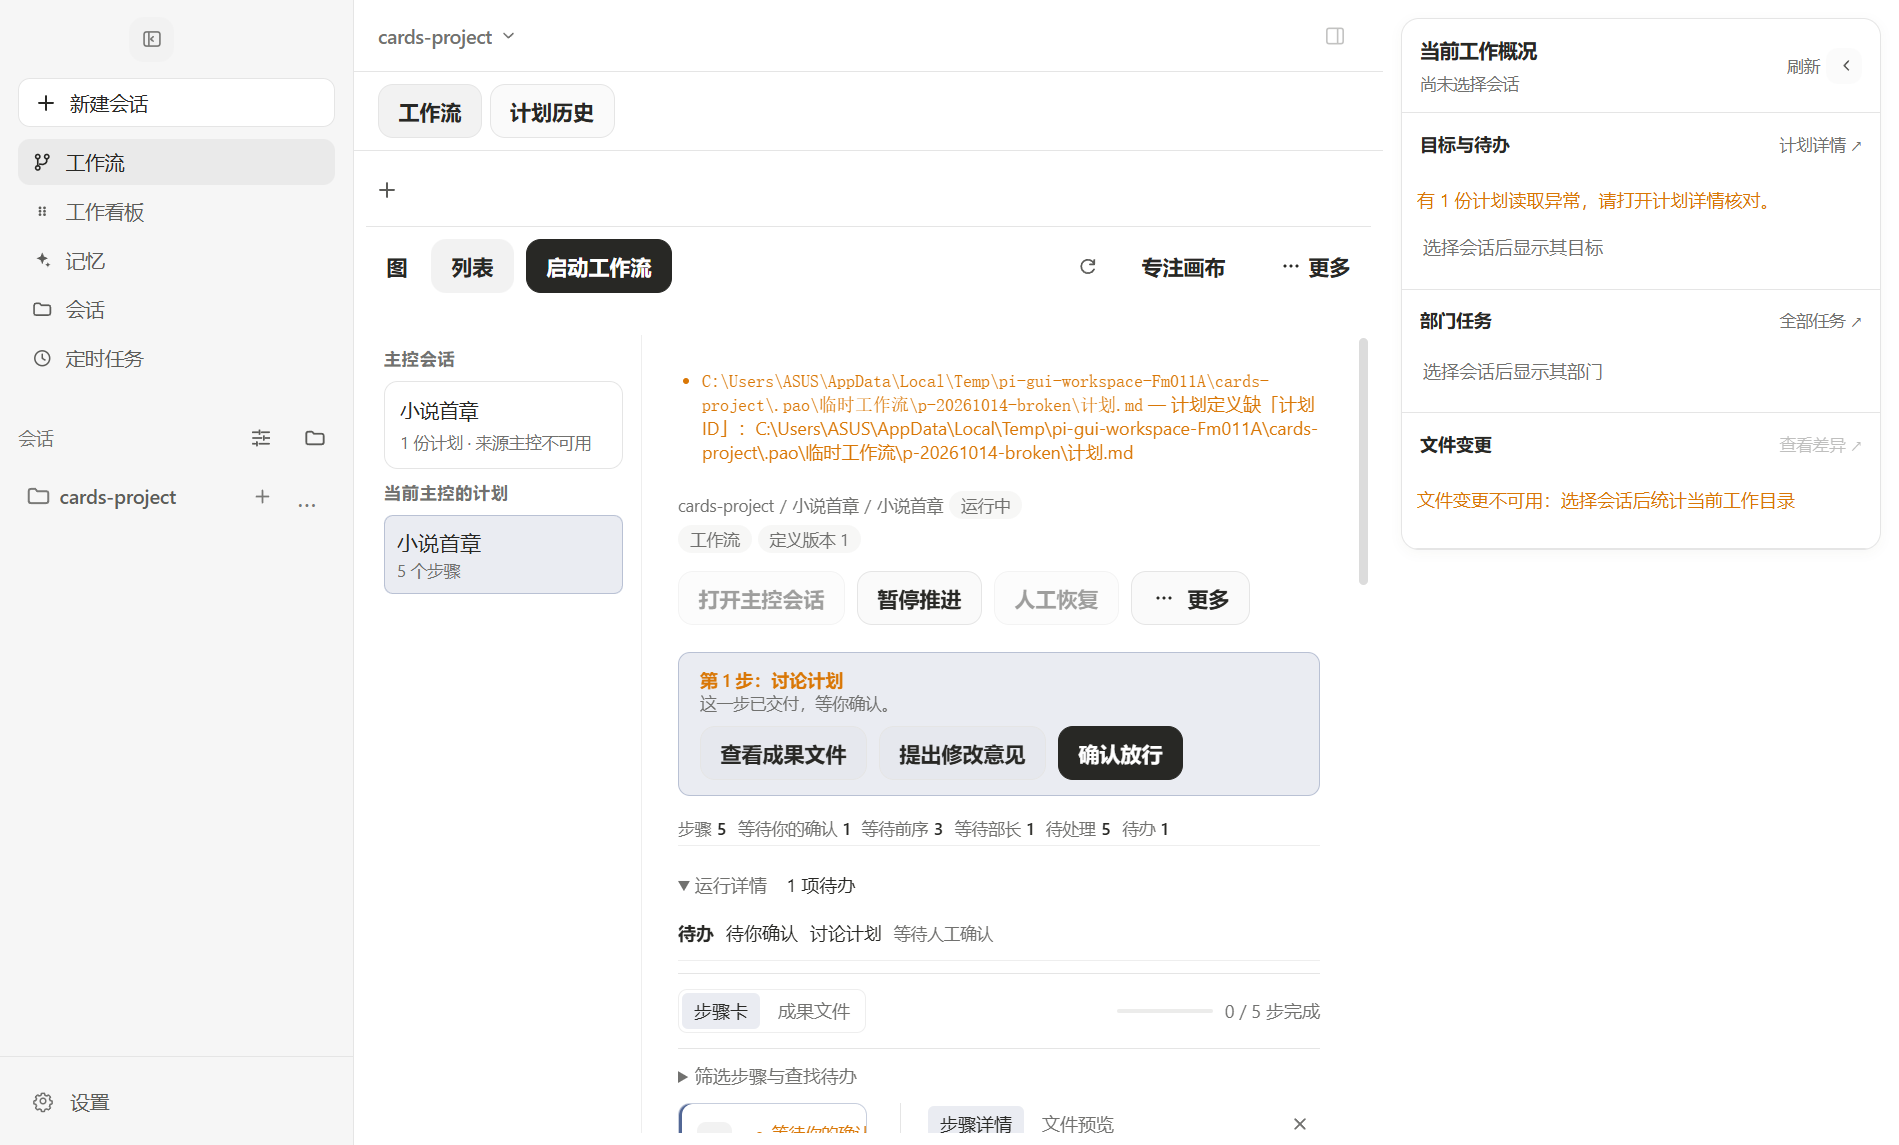 新建会话
工作流
工作看板
记忆
会话
定时任务
会话
cards-project
设置
cards-project
工作流
计划历史
图
列表
启动工作流
专注画布
更多
主控会话
小说首章
1 份计划 · 来源主控不可用
当前主控的计划
小说首章
5 个步骤
C:\Users\ASUS\AppData\Local\Temp\pi-gui-workspace-Fm011A\cards-
project\.pao\临时工作流\p-20261014-broken\计划.md — 计划定义缺「计划
ID」：C:\Users\ASUS\AppData\Local\Temp\pi-gui-workspace-Fm011A\cards-
project\.pao\临时工作流\p-20261014-broken\计划.md
cards-project / 小说首章 / 小说首章 运行中
工作流 定义版本 1
打开主控会话
暂停推进
人工恢复
更多
第 1 步：讨论计划
这一步已交付，等你确认。
查看成果文件
提出修改意见
确认放行
步骤 5 等待你的确认 1 等待前序 3 等待部长 1 待处理 5 待办 1
运行详情 1 项待办
待办 待你确认 讨论计划 等待人工确认
步骤卡 成果文件 0 / 5 步完成
筛选步骤与查找待办
等待你的确认
步骤详情 文件预览
当前工作概况
尚未选择会话
刷新
目标与待办
计划详情 ↗
有 1 份计划读取异常，请打开计划详情核对。
选择会话后显示其目标
部门任务
全部任务 ↗
选择会话后显示其部门
文件变更
查看差异 ↗
文件变更不可用：选择会话后统计当前工作目录